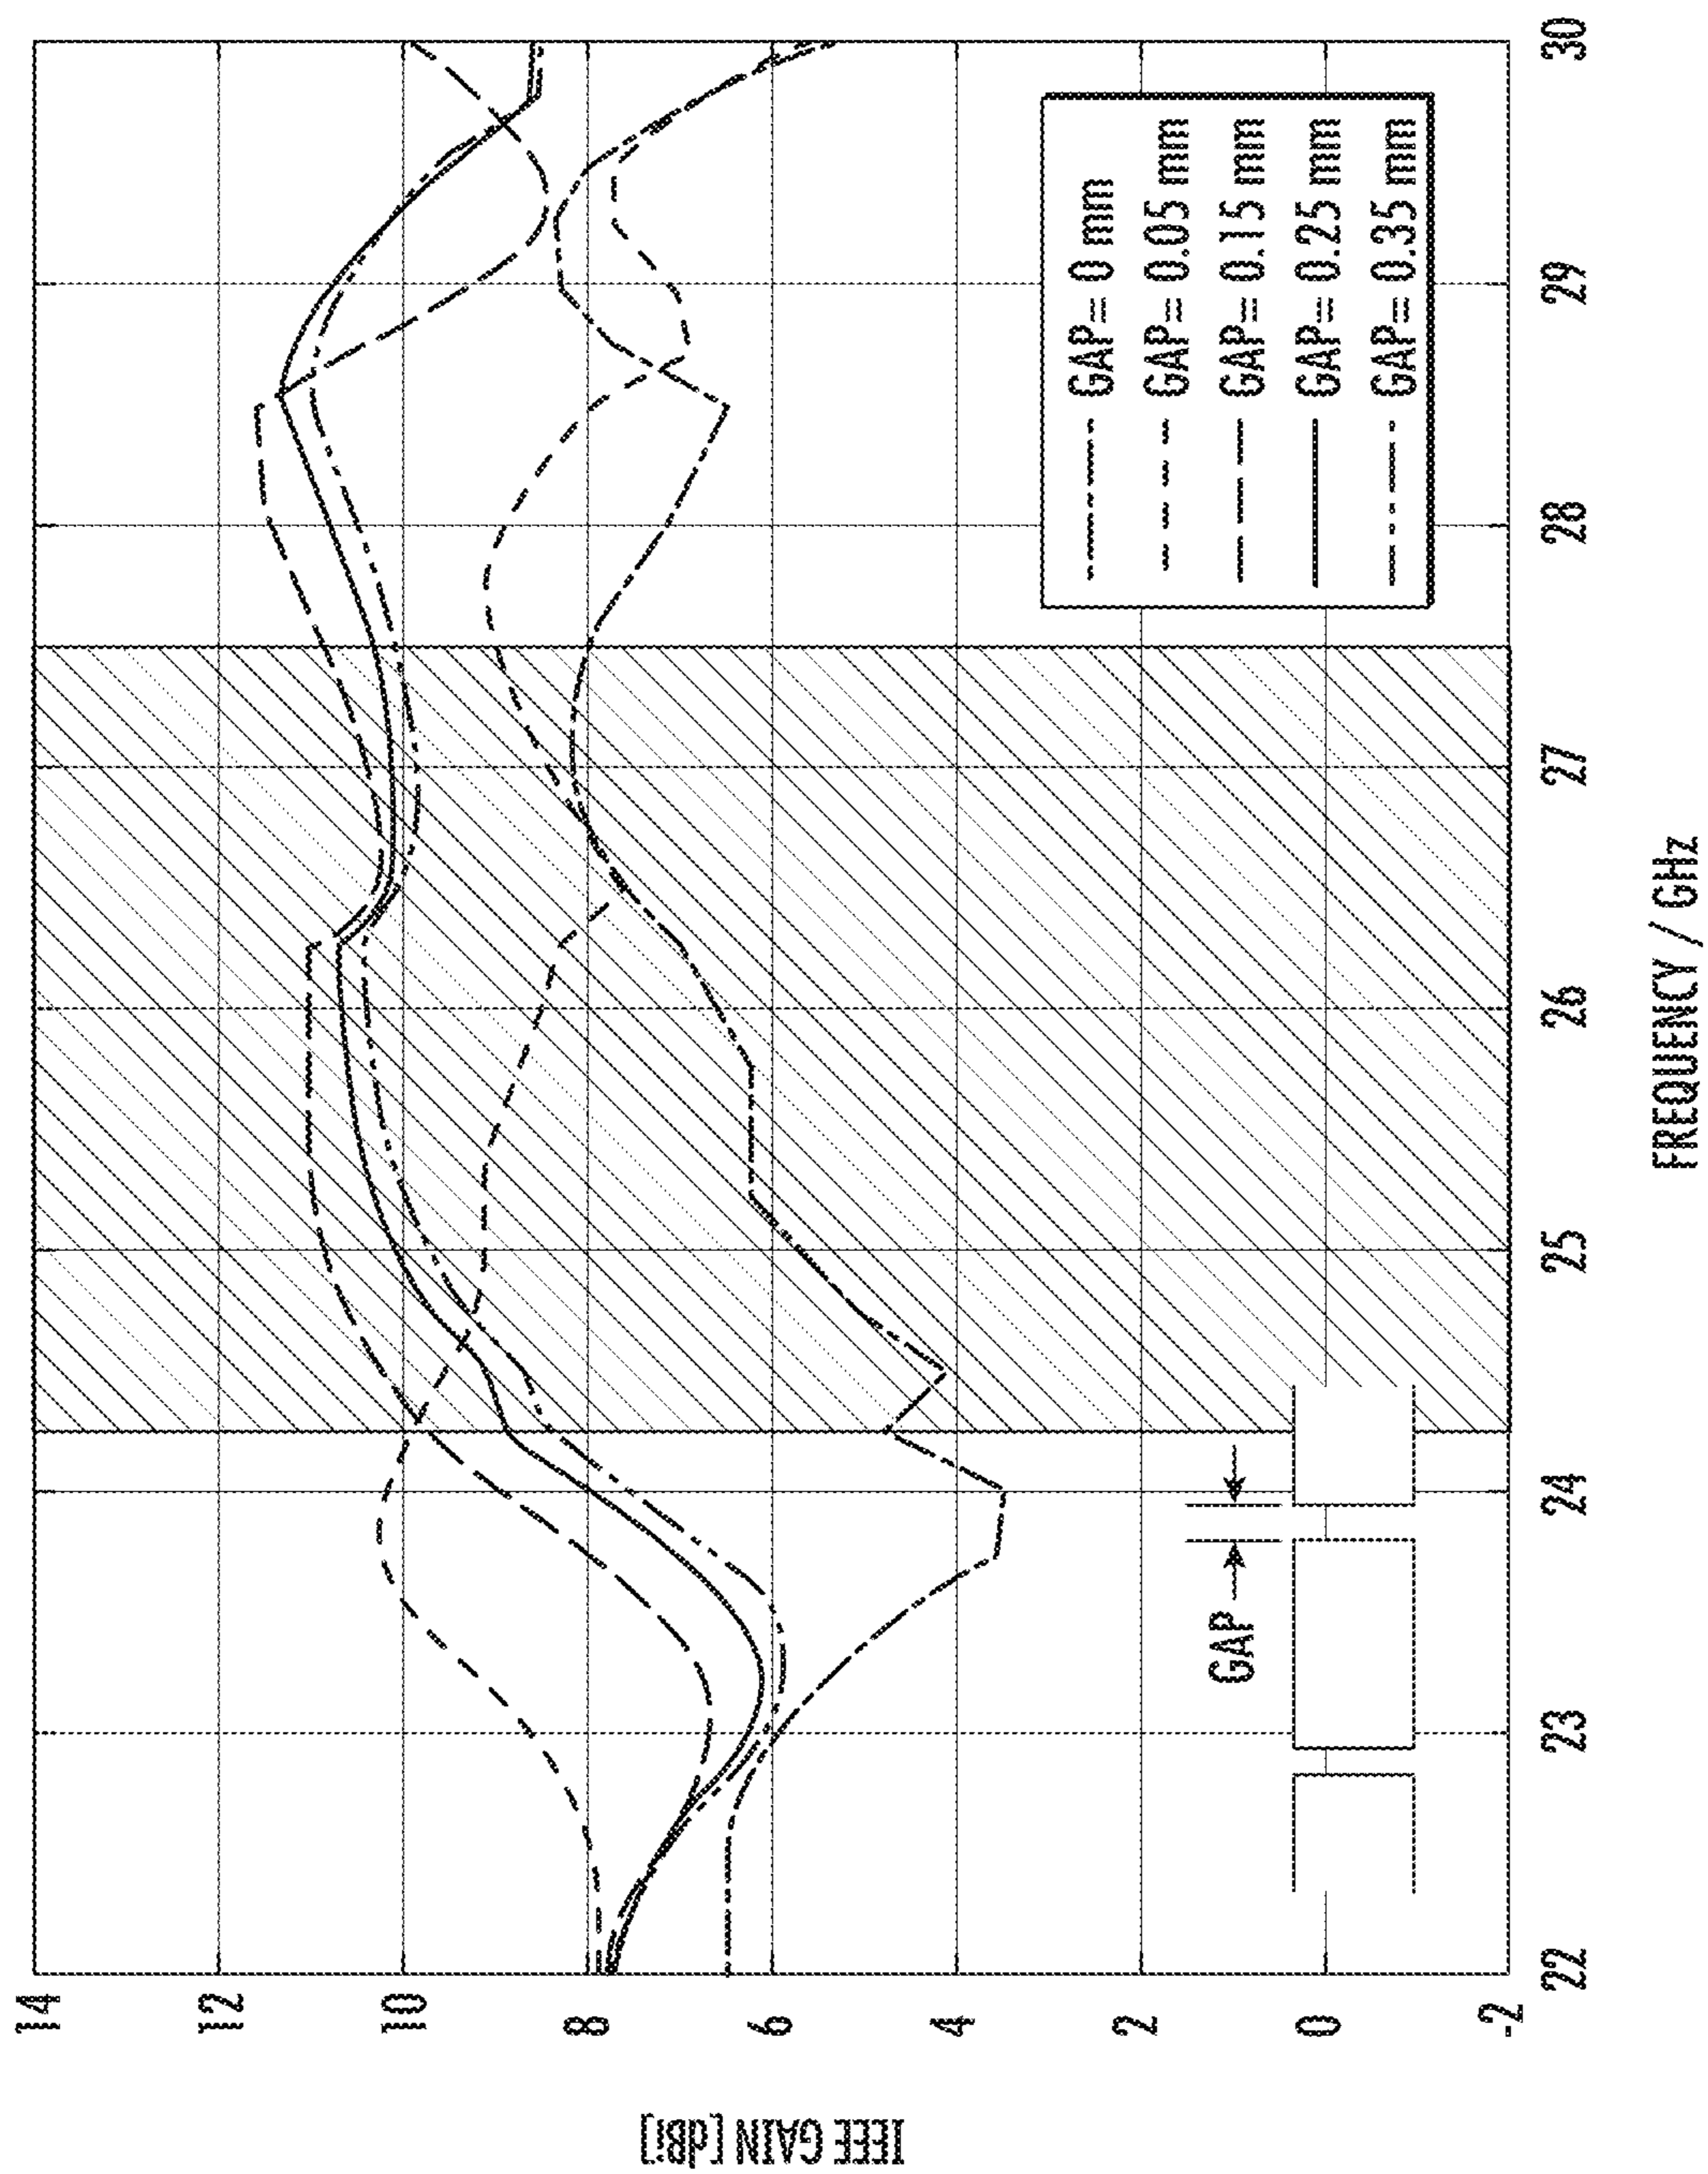 IEEE GAIN [dBi]
14
12
10
8
6
4
2
0
-2
GAP= 0 mm
GAP= 0.05 mm
GAP= 0.15 mm
GAP= 0.25 mm
GAP= 0.35 mm
GAP
22
23
24
25
26
27
28
29
30
FREQUENCY / GHz